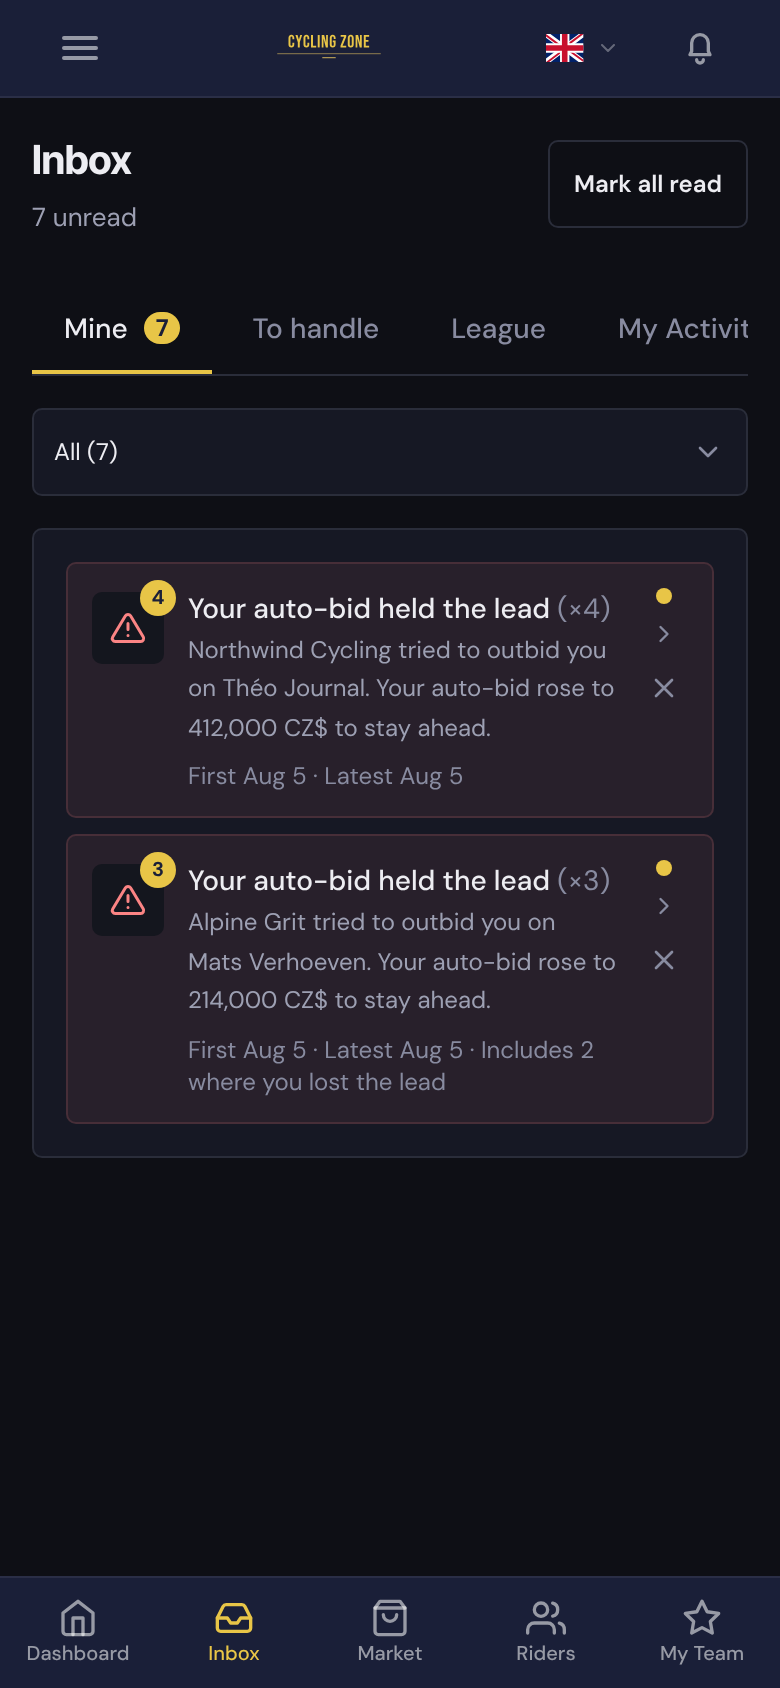 CYCLING ZONE
Inbox
7 unread
Mark all read
Mine 7 To handle League My Activit
All (7)
4
Your auto-bid held the lead (×4)
Northwind Cycling tried to outbid you
on Théo Journal. Your auto-bid rose to
412,000 CZ$ to stay ahead.
First Aug 5 · Latest Aug 5
3
Your auto-bid held the lead (×3)
Alpine Grit tried to outbid you on
Mats Verhoeven. Your auto-bid rose to
214,000 CZ$ to stay ahead.
First Aug 5 · Latest Aug 5 · Includes 2
where you lost the lead
Dashboard Inbox Market Riders My Team